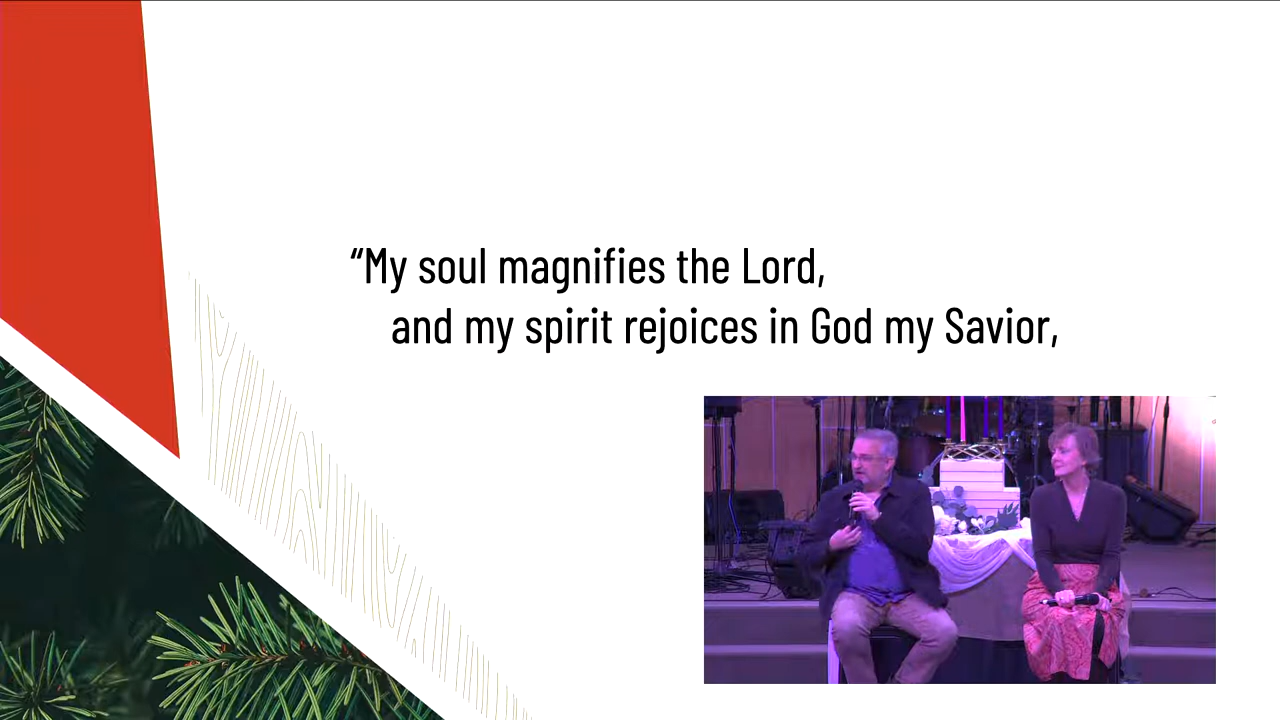 “My soul magnifies the Lord,
and my spirit rejoices in God my Savior,